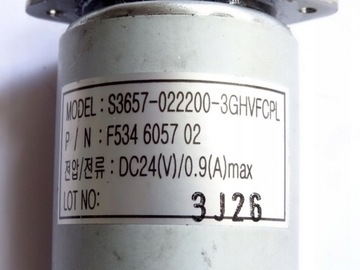 MODEL : S3657-022200-3GHVFCPL
P / N : F534 6057 02
전압/전류 : DC24(V)/0.9(A)max
LOT NO: 3J26